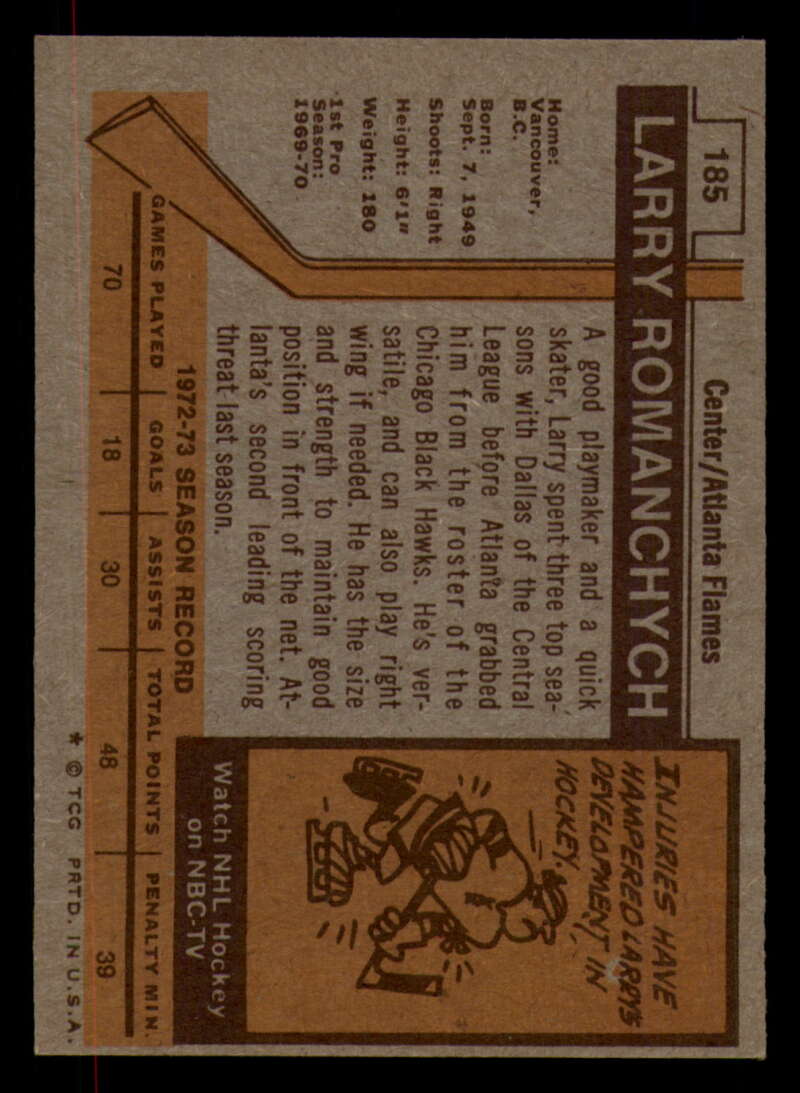 185
Center/Atlanta Flames
LARRY ROMANCHYCH
Home:
Vancouver,
B.C.
Born:
Sept. 7, 1949
Shoots: Right
Height: 6'1"
Weight: 180
1st Pro
Season:
1969-70
A good playmaker and a quick
skater, Larry spent three top sea-
sons with Dallas of the Central
League before Atlanta grabbed
him from the roster of the
Chicago Black Hawks. He's ver-
satile, and can also play right
wing if needed. He has the size
and strength to maintain good
position in front of the net. At-
lanta's second leading scoring
threat last season.
INJURIES HAVE
HAMPERED LARRY'S
DEVELOPMENT IN
HOCKEY.
Watch NHL Hockey
on NBC-TV
1972-73 SEASON RECORD
GAMES PLAYED GOALS ASSISTS TOTAL POINTS PENALTY MIN.
70 18 30 48 39
* © TCG PRTD. IN U.S.A.